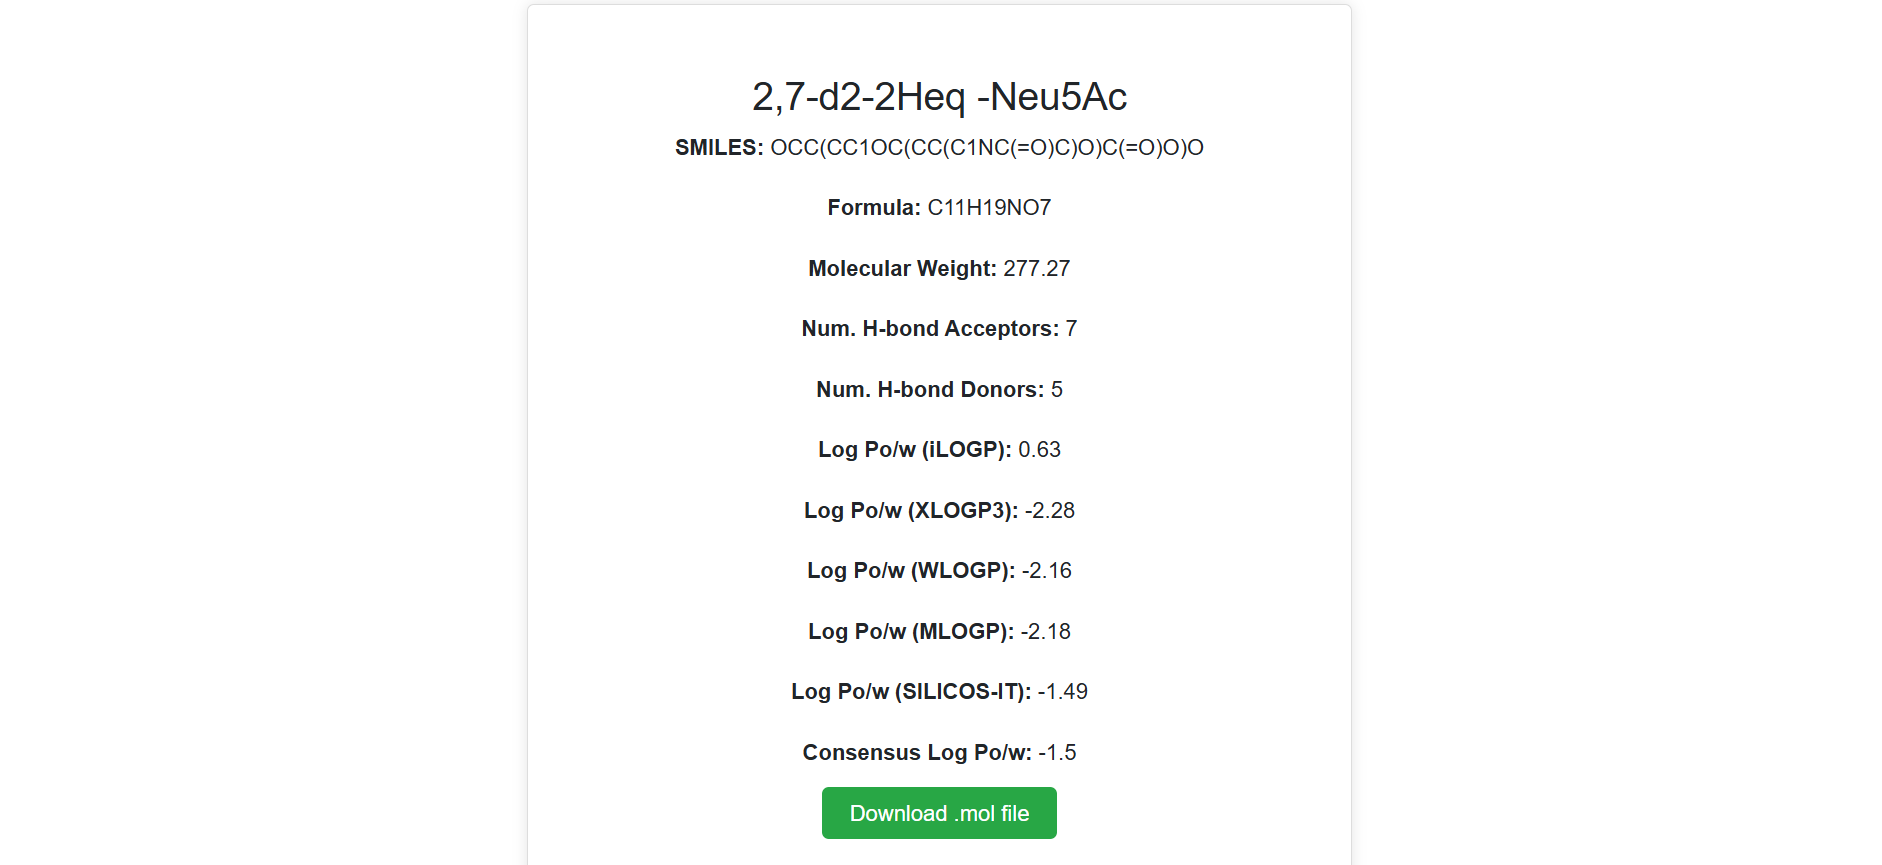 2,7-d2-2Heq -Neu5Ac
SMILES: OCC(CC1OC(CC(C1NC(=O)C)O)C(=O)O)O
Formula: C11H19NO7
Molecular Weight: 277.27
Num. H-bond Acceptors: 7
Num. H-bond Donors: 5
Log Po/w (iLOGP): 0.63
Log Po/w (XLOGP3): -2.28
Log Po/w (WLOGP): -2.16
Log Po/w (MLOGP): -2.18
Log Po/w (SILICOS-IT): -1.49
Consensus Log Po/w: -1.5
Download .mol file